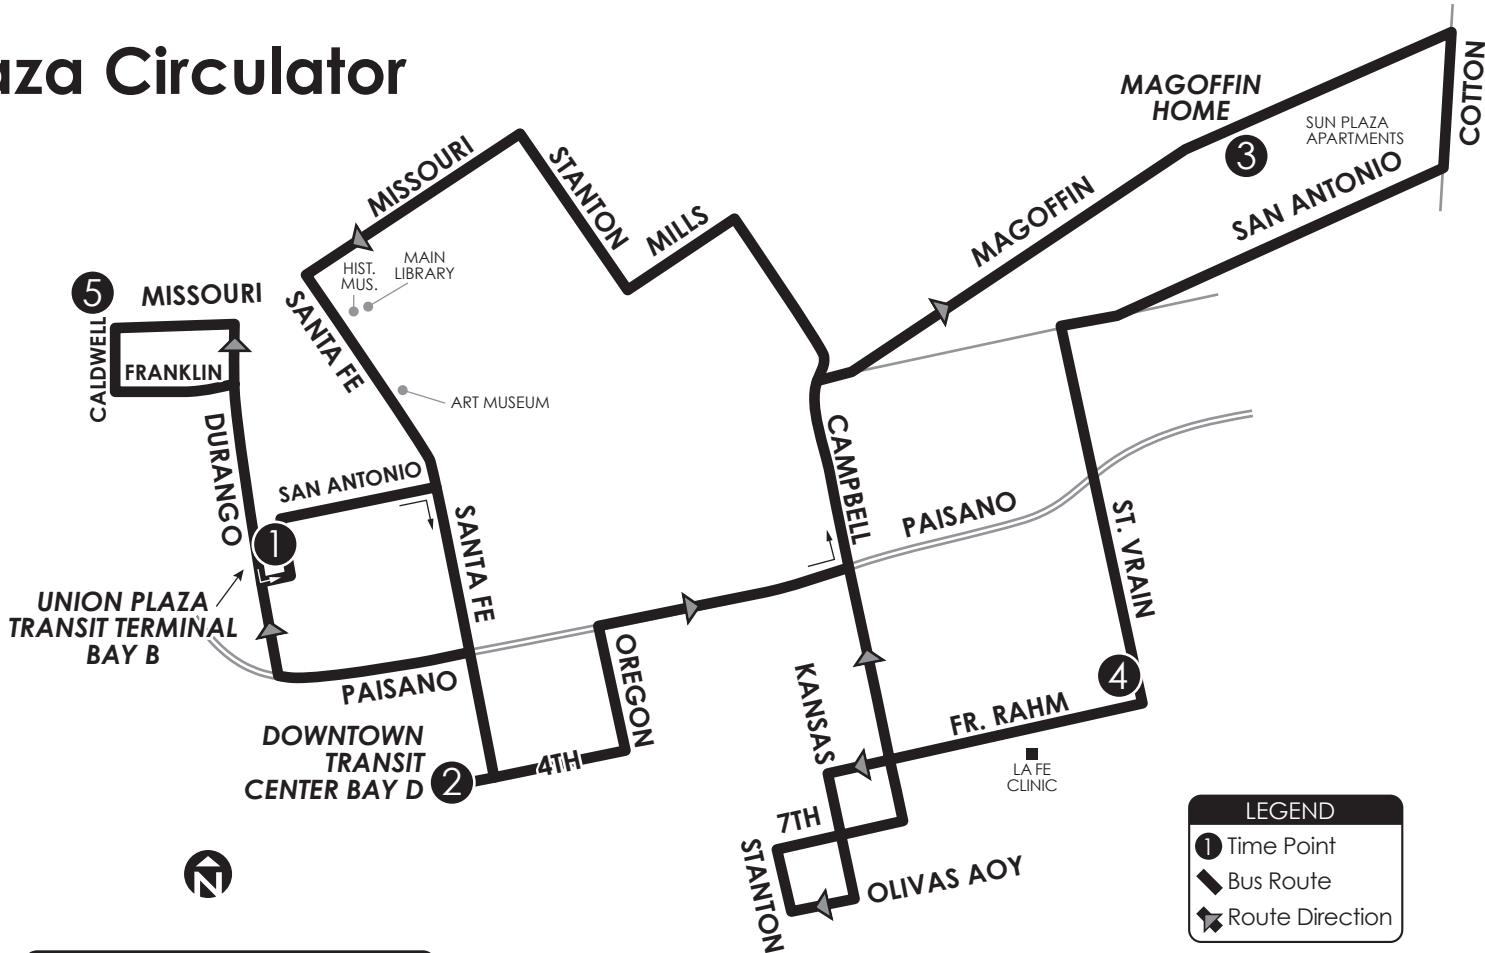 aza Circulator
MAGOFFIN
HOME
COTTON
SUN PLAZA
APARTMENTS
3
SAN ANTONIO
MISSOURI
STANTON
MILLS
MAGOFFIN
HIST.
MUS.
MAIN
LIBRARY
5
MISSOURI
SANTA FE
CALDWELL
FRANKLIN
ART MUSEUM
DURANGO
CAMPBELL
SAN ANTONIO
1
SANTA FE
PAISANO
ST. VRAIN
UNION PLAZA
TRANSIT TERMINAL
BAY B
PAISANO
OREGON
KANSAS
4
FR. RAHM
DOWNTOWN
TRANSIT
CENTER BAY D
2
4TH
LA FE
CLINIC
7TH
STANTON
OLIVAS AOY
N
LEGEND
1 Time Point
Bus Route
Route Direction